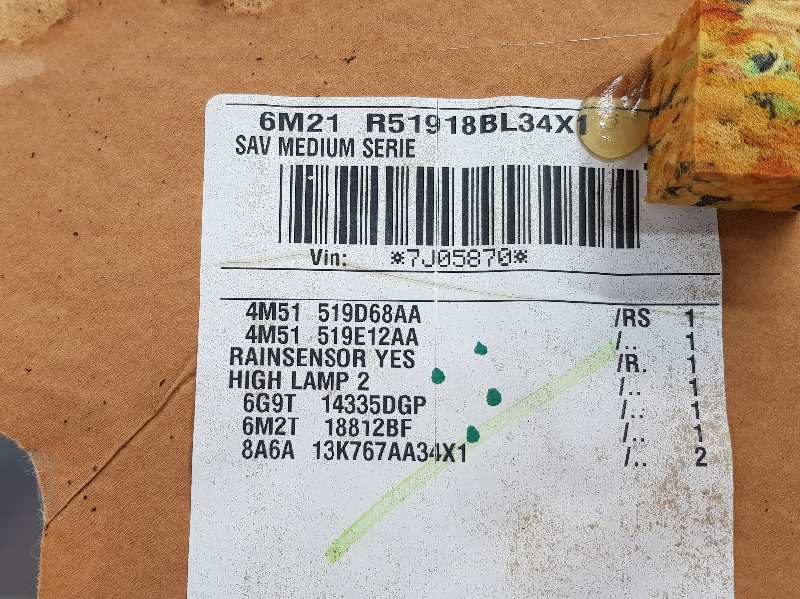 6M21 R51918BL34X1
SAV MEDIUM SERIE
Vin: *7J05870*
4M51 519D68AA /RS 1
4M51 519E12AA /.. 1
RAINSENSOR YES /R. 1
HIGH LAMP 2 /.. 1
6G9T 14335DGP /.. 1
6M2T 18812BF /.. 1
8A6A 13K767AA34X1 /.. 2